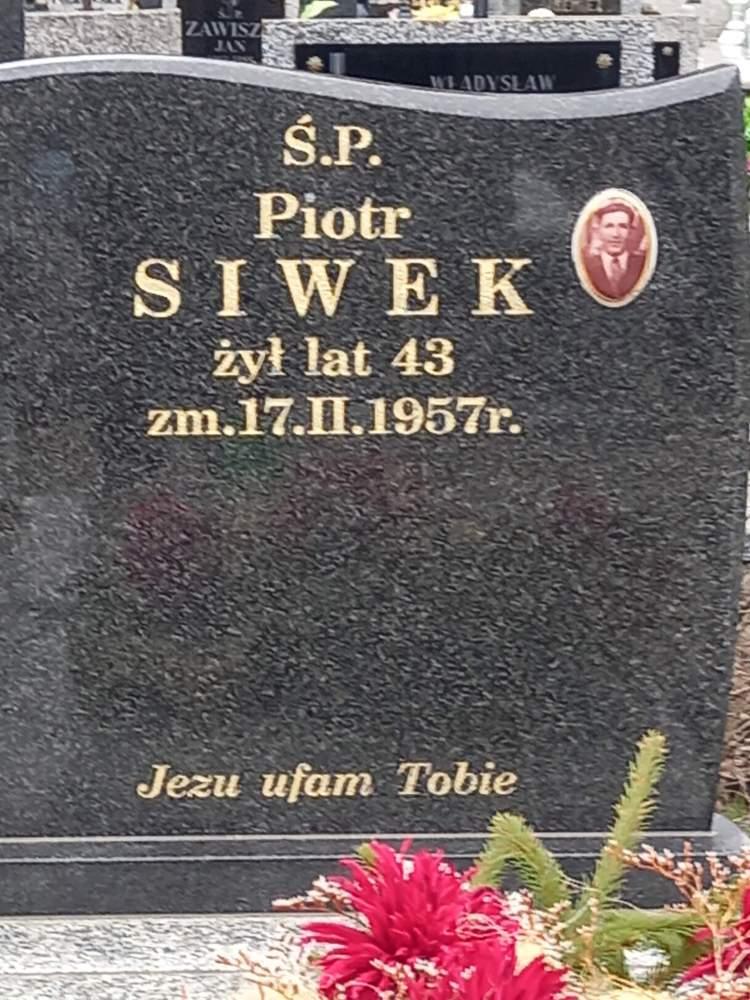 Ś.P.
ZAWISZ
JAN
WŁADYSŁAW
Ś.P.
Piotr
SIWEK
żył lat 43
zm.17.II.1957r.
Jezu ufam Tobie